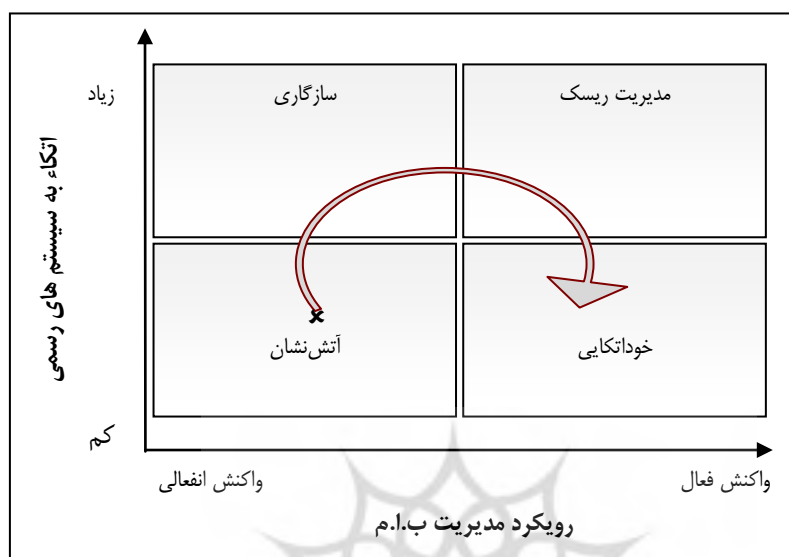 زیاد
سازگاری
مدیریت ریسک
اتکاء به سیستم های رسمی
آتش‌نشان
خوداتکایی
کم
واکنش انفعالی
واکنش فعال
رویکرد مدیریت ب.ا.م